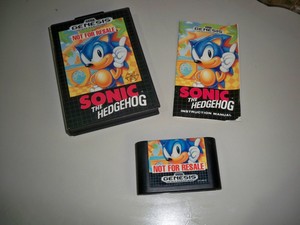 GENESIS
NOT FOR RESALE
SONIC
THE
HEDGEHOG
GENESIS
SONIC
THE
HEDGEHOG
INSTRUCTION MANUAL
NOT FOR RESALE
GENESIS